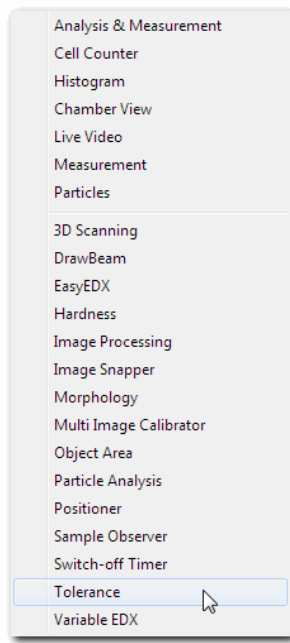 Analysis & Measurement
Cell Counter
Histogram
Chamber View
Live Video
Measurement
Particles
3D Scanning
DrawBeam
EasyEDX
Hardness
Image Processing
Image Snapper
Morphology
Multi Image Calibrator
Object Area
Particle Analysis
Positioner
Sample Observer
Switch-off Timer
Tolerance
Variable EDX